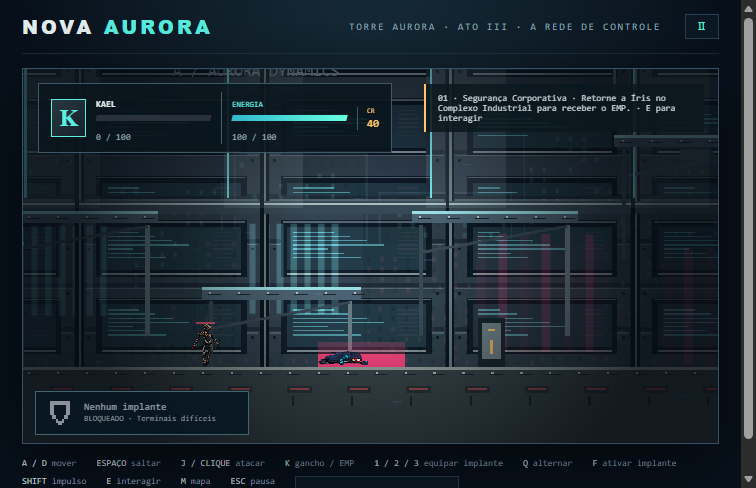 NOVA AURORA
TORRE AURORA · ATO III · A REDE DE CONTROLE
II
A / AURORA DYNAMICS
K
KAEL
0 / 100
ENERGIA
100 / 100
CR
40
01 · Segurança Corporativa · Retorne a Íris no
Complexo Industrial para receber o EMP. · E para
interagir
Nenhum implante
BLOQUEADO · Terminais difíceis
A / D mover ESPAÇO saltar J / CLIQUE atacar K gancho / EMP 1 / 2 / 3 equipar implante Q alternar F ativar implante
SHIFT impulso E interagir M mapa ESC pausa